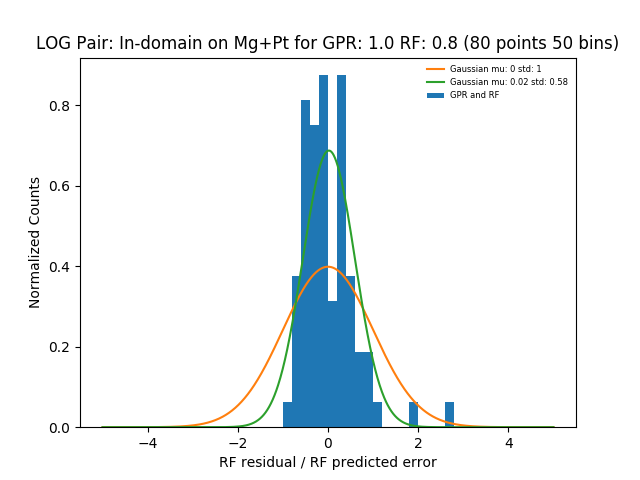 LOG Pair: In-domain on Mg+Pt for GPR: 1.0 RF: 0.8 (80 points 50 bins)
Gaussian mu: 0 std: 1
Gaussian mu: 0.02 std: 0.58
GPR and RF
Normalized Counts
0.8
0.6
0.4
0.2
0.0
−4
−2
0
2
4
RF residual / RF predicted error